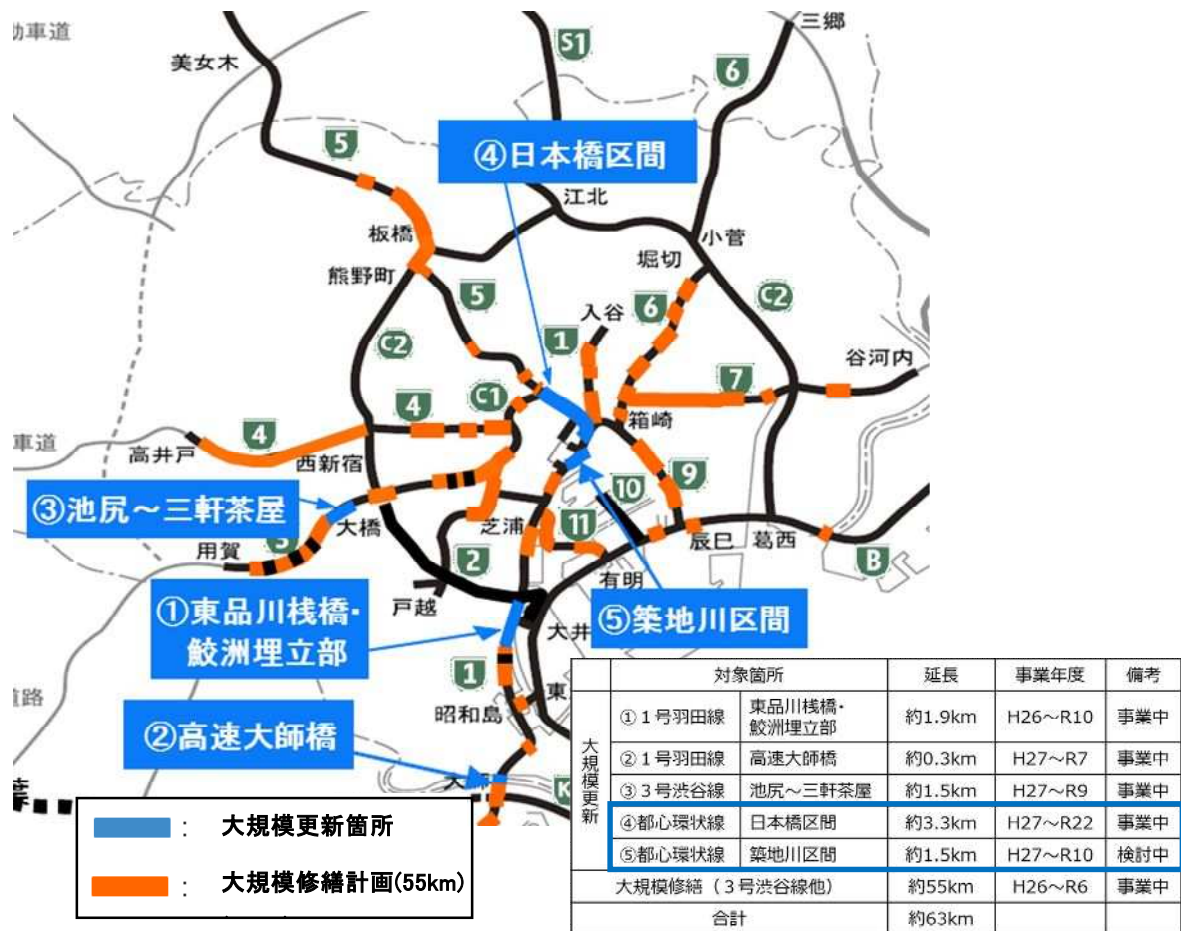 動車道
美女木
S1
三郷
6
5
④日本橋区間
江北
板橋
小菅
堀切
熊野町
5
入谷
6
C2
C2
1
谷河内
7
C1
4
箱崎
車道
高井戸
4
西新宿
9
10
③池尻～三軒茶屋
大橋
芝浦
11
辰巳
葛西
用賀
3
B
2
有明
戸越
①東品川桟橋・
鮫洲埋立部
⑤築地川区間
大井
1
道路
昭和島
東
②高速大師橋
大師
K
: 大規模更新箇所
: 大規模修繕計画(55km)
対象箇所 延長 事業年度 備考
大規模更新
①1号羽田線 東品川桟橋・
鮫洲埋立部 約1.9km H26～R10 事業中
②1号羽田線 高速大師橋 約0.3km H27～R7 事業中
③3号渋谷線 池尻～三軒茶屋 約1.5km H27～R9 事業中
④都心環状線 日本橋区間 約3.3km H27～R22 事業中
⑤都心環状線 築地川区間 約1.5km H27～R10 検討中
大規模修繕(3号渋谷線他) 約55km H26～R6 事業中
合計 約63km